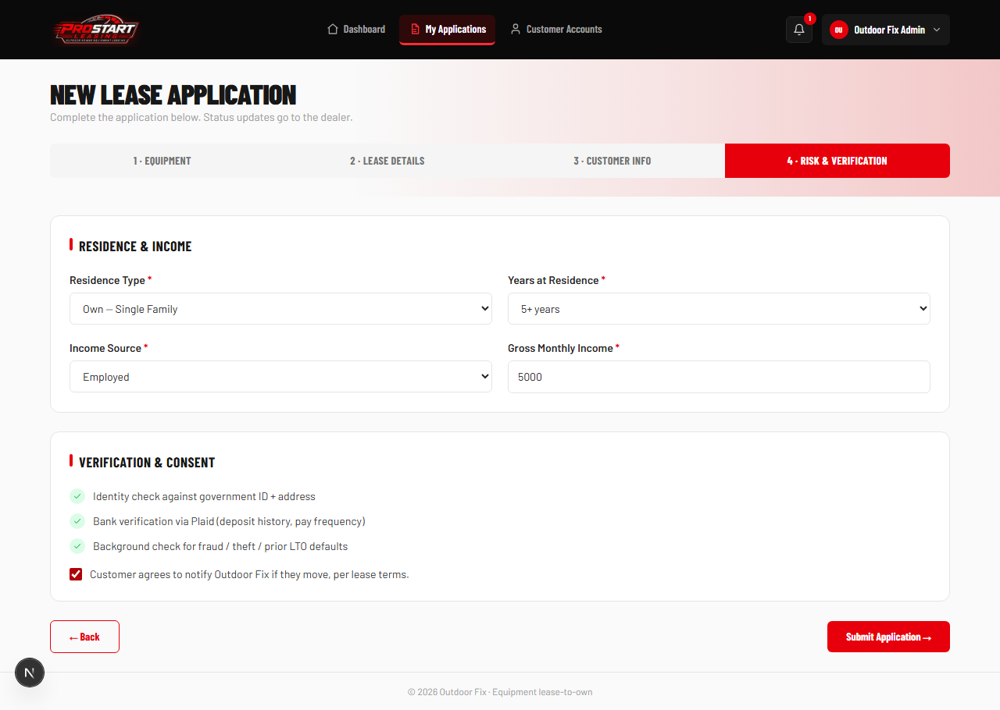 PROSTART
LEASING
Dashboard
My Applications
Customer Accounts
1
OU
Outdoor Fix Admin
NEW LEASE APPLICATION
Complete the application below. Status updates go to the dealer.
1 · EQUIPMENT
2 · LEASE DETAILS
3 · CUSTOMER INFO
4 · RISK & VERIFICATION
RESIDENCE & INCOME
Residence Type *
Years at Residence *
Own — Single Family
5+ years
Income Source *
Gross Monthly Income *
Employed
5000
VERIFICATION & CONSENT
Identity check against government ID + address
Bank verification via Plaid (deposit history, pay frequency)
Background check for fraud / theft / prior LTO defaults
Customer agrees to notify Outdoor Fix if they move, per lease terms.
← Back
Submit Application →
N
© 2026 Outdoor Fix · Equipment lease-to-own